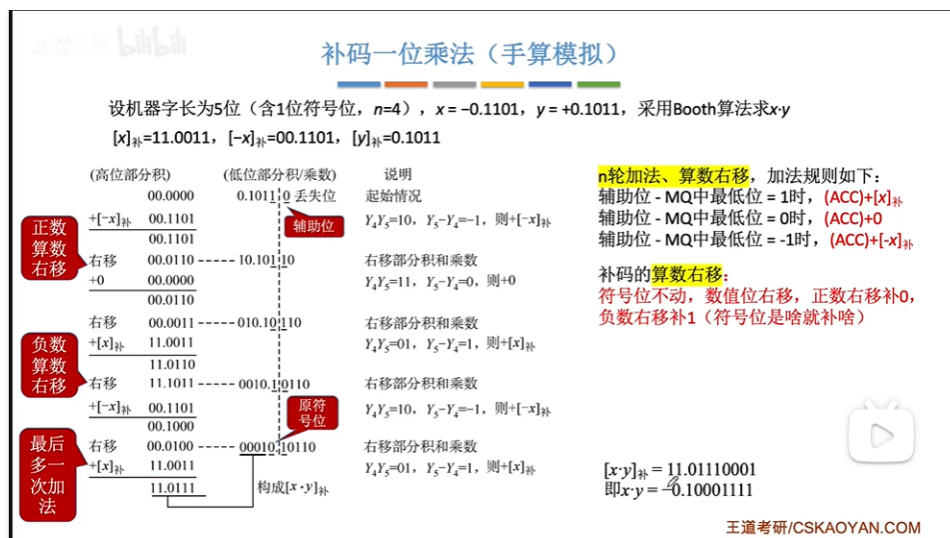 bilibili
补码一位乘法（手算模拟）
设机器字长为5位（含1位符号位，n=4），x = −0.1101，y = +0.1011，采用Booth算法求x·y
[x]补=11.0011，[−x]补=00.1101，[y]补=0.1011
(高位部分积) (低位部分积/乘数) 说明
00.0000 0.1011 0 丢失位 起始情况
+[−x]补 00.1101 Y4Y5=10，Y5−Y4=−1，则+[−x]补
辅助位
00.1101
右移 00.0110 10.101 10 右移部分积和乘数
+0 00.0000 Y4Y5=11，Y5−Y4=0，则+0
00.0110
正数算数右移
右移 00.0011 010.10 110 右移部分积和乘数
+[x]补 11.0011 Y4Y5=01，Y5−Y4=1，则+[x]补
11.0110
右移 11.1011 0010.1 0110 右移部分积和乘数
负数算数右移
+[−x]补 00.1101 Y4Y5=10，Y5−Y4=−1，则+[−x]补
00.1000
原符号位
右移 00.0100 00010. 10110 右移部分积和乘数
+[x]补 11.0011 Y4Y5=01，Y5−Y4=1，则+[x]补
11.0111 构成[x·y]补
最后多一次加法
n轮加法、算数右移，加法规则如下：
辅助位 - MQ中最低位 = 1时，(ACC)+[x]补
辅助位 - MQ中最低位 = 0时，(ACC)+0
辅助位 - MQ中最低位 = -1时，(ACC)+[-x]补
补码的算数右移：
符号位不动，数值位右移，正数右移补0，
负数右移补1（符号位是啥就补啥）
[x·y]补 = 11.01110001
即x·y = −0.10001111
王道考研/CSKAOYAN.COM